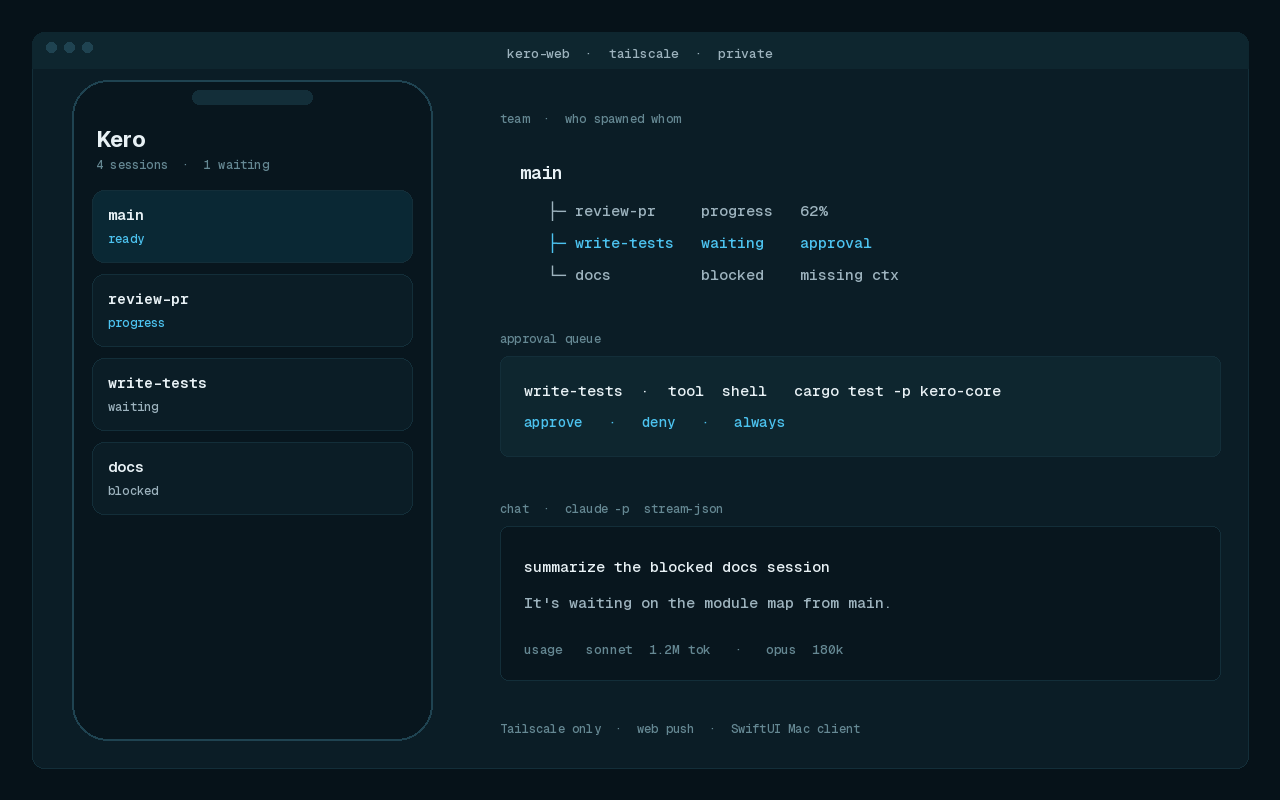 kero-web · tailscale · private
Kero
4 sessions · 1 waiting
main
ready
review-pr
progress
write-tests
waiting
docs
blocked
team · who spawned whom
main
├─ review-pr progress 62%
├─ write-tests waiting approval
└─ docs blocked missing ctx
approval queue
write-tests · tool shell cargo test -p kero-core
approve · deny · always
chat · claude -p stream-json
summarize the blocked docs session
It's waiting on the module map from main.
usage sonnet 1.2M tok · opus 180k
Tailscale only · web push · SwiftUI Mac client